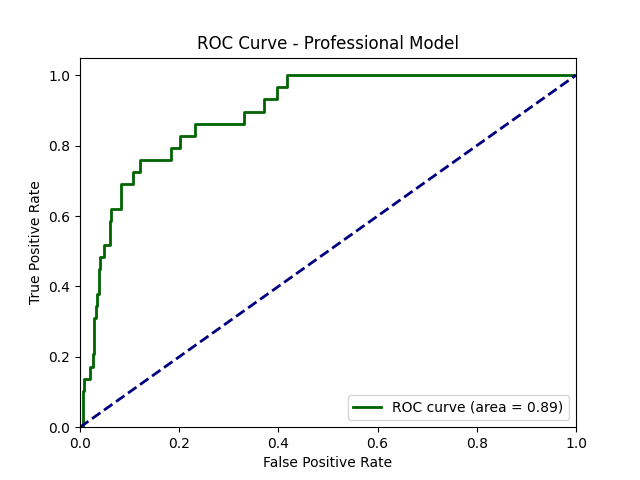 ROC Curve - Professional Model
True Positive Rate
1.0
0.8
0.6
0.4
0.2
0.0
0.0 0.2 0.4 0.6 0.8 1.0
False Positive Rate
ROC curve (area = 0.89)